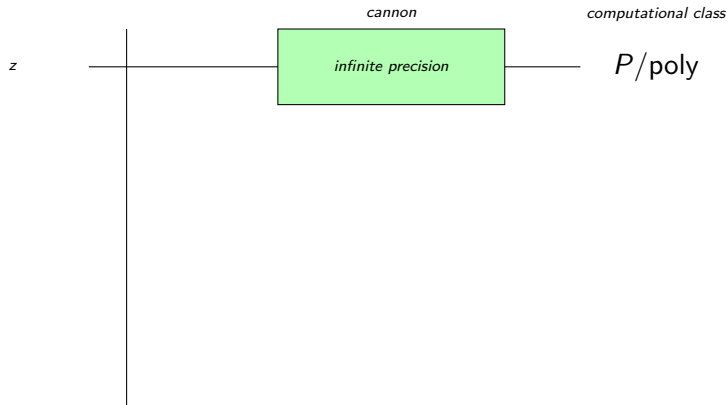 cannon
computational class
z
infinite precision
P/poly